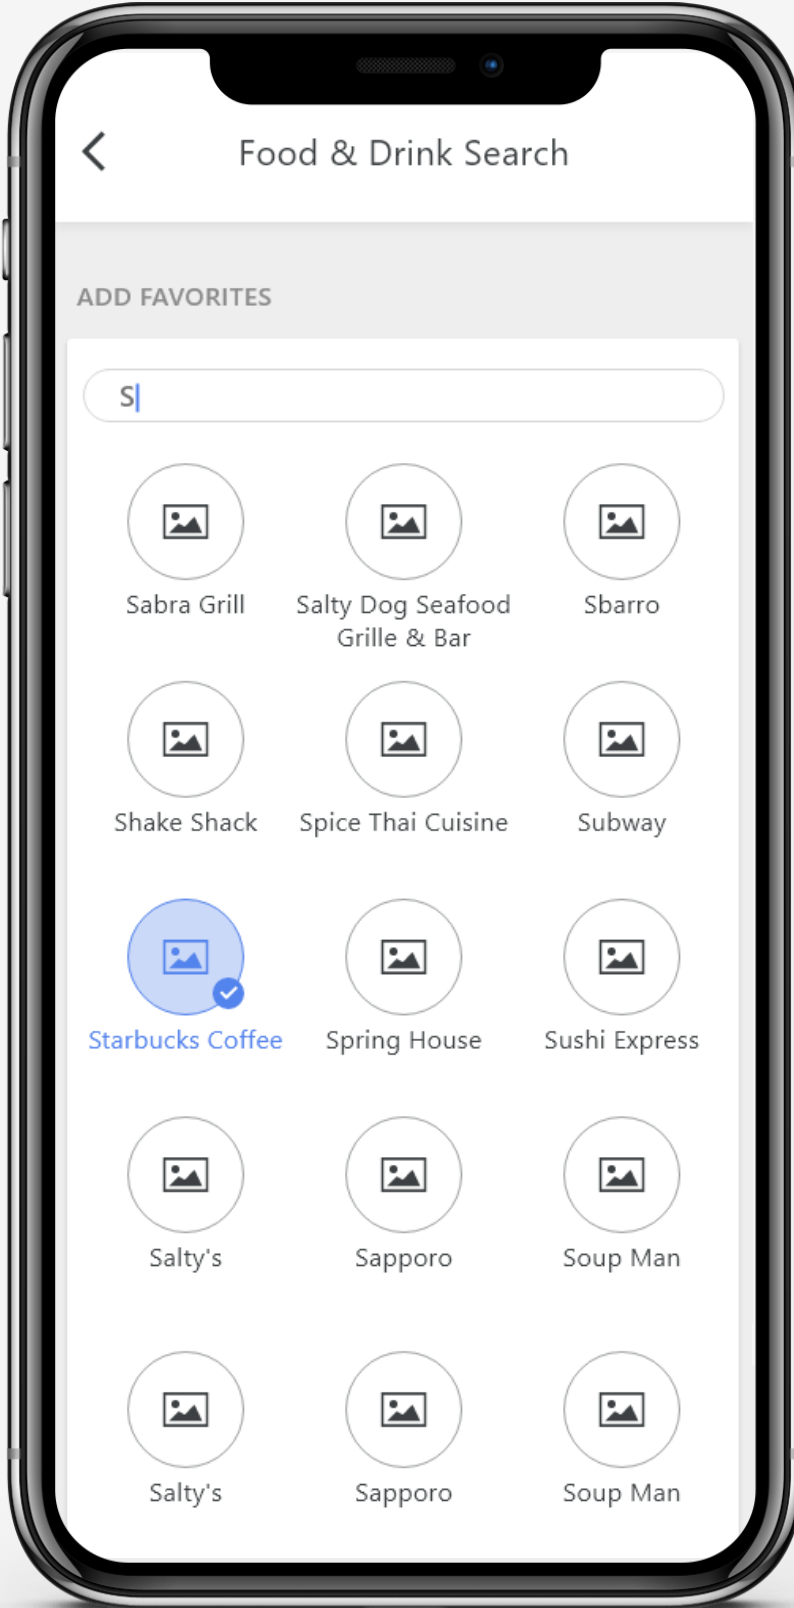 Food & Drink Search
ADD FAVORITES
S
Sabra Grill
Salty Dog Seafood
Grille & Bar
Sbarro
Shake Shack
Spice Thai Cuisine
Subway
Starbucks Coffee
Spring House
Sushi Express
Salty's
Sapporo
Soup Man
Salty's
Sapporo
Soup Man